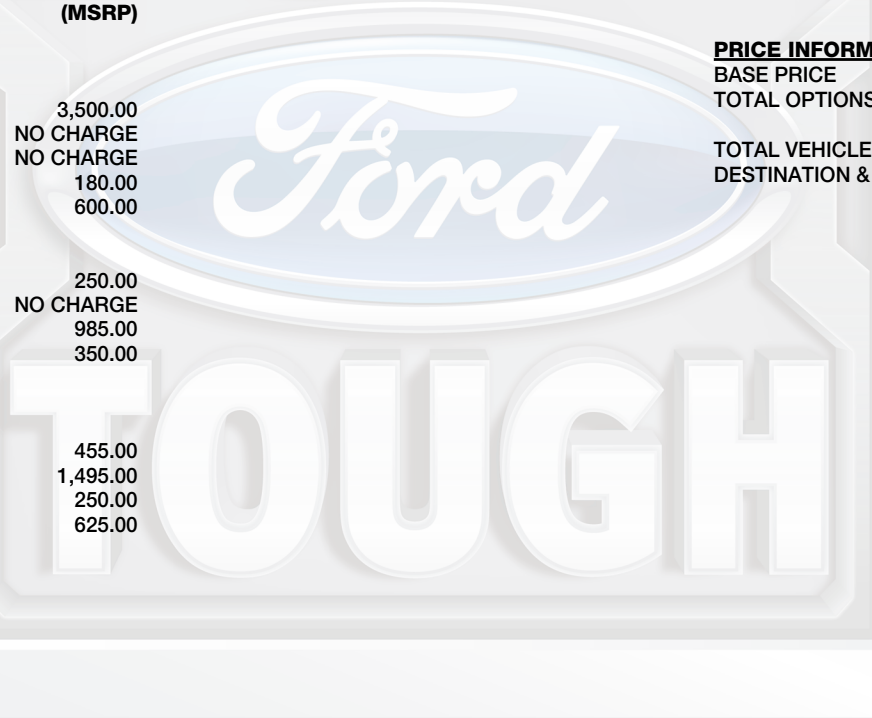 (MSRP)
3,500.00
NO CHARGE
NO CHARGE
180.00
600.00
250.00
NO CHARGE
985.00
350.00
455.00
1,495.00
250.00
625.00
PRICE INFORM
BASE PRICE
TOTAL OPTIONS
TOTAL VEHICLE
DESTINATION &
Ford
TOUGH